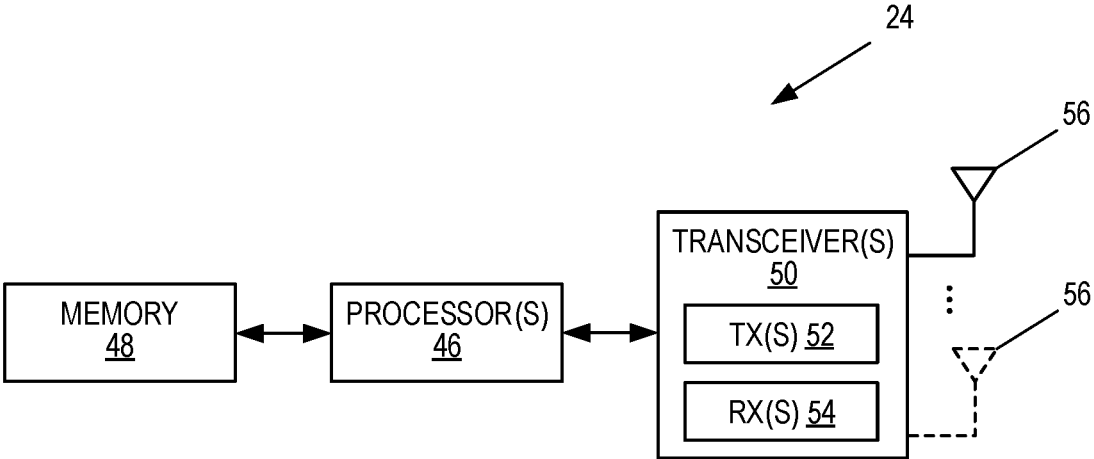 24
56
TRANSCEIVER(S)
50
56
MEMORY
48
PROCESSOR(S)
46
TX(S) 52
RX(S) 54